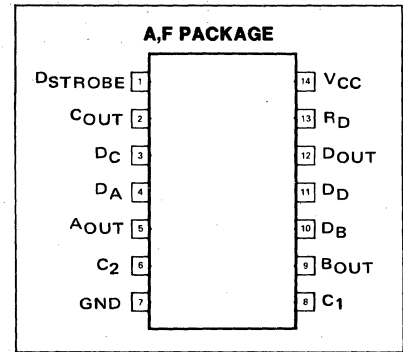 A,F PACKAGE
DSTROBE 1
COUT 2
DC 3
DA 4
AOUT 5
C2 6
GND 7
14 VCC
13 RD
12 DOUT
11 DD
10 DB
9 BOUT
8 C1